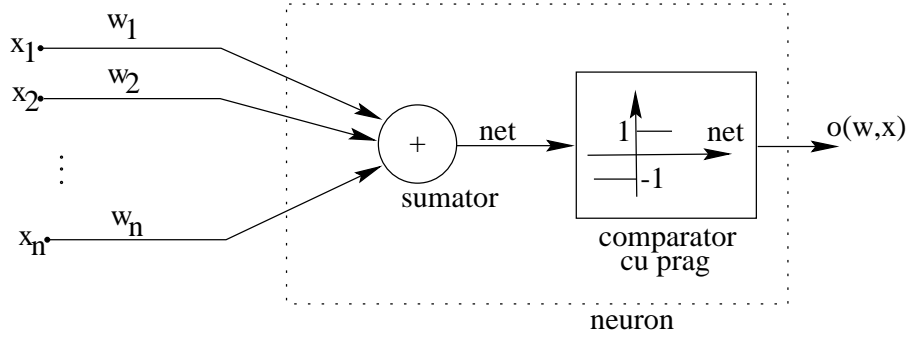 w1
x1
w2
x2
+
net
1
net
-1
o(w,x)
sumator
wn
xn
comparator
cu prag
neuron